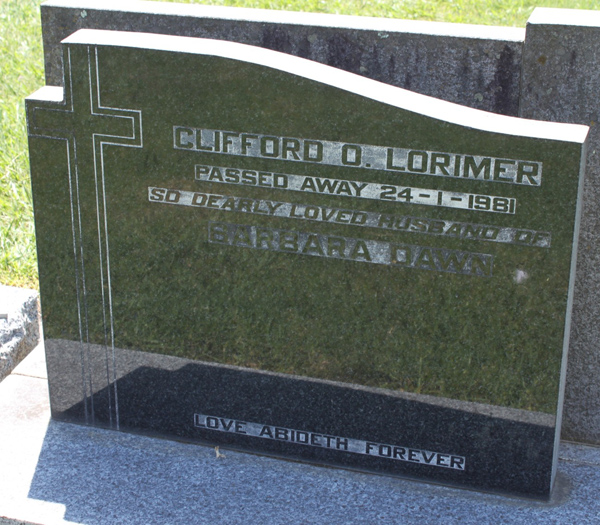 CLIFFORD O. LORIMER
PASSED AWAY 24-1-1981
SO DEARLY LOVED HUSBAND OF
BARBARA DAWN
LOVE ABIDETH FOREVER